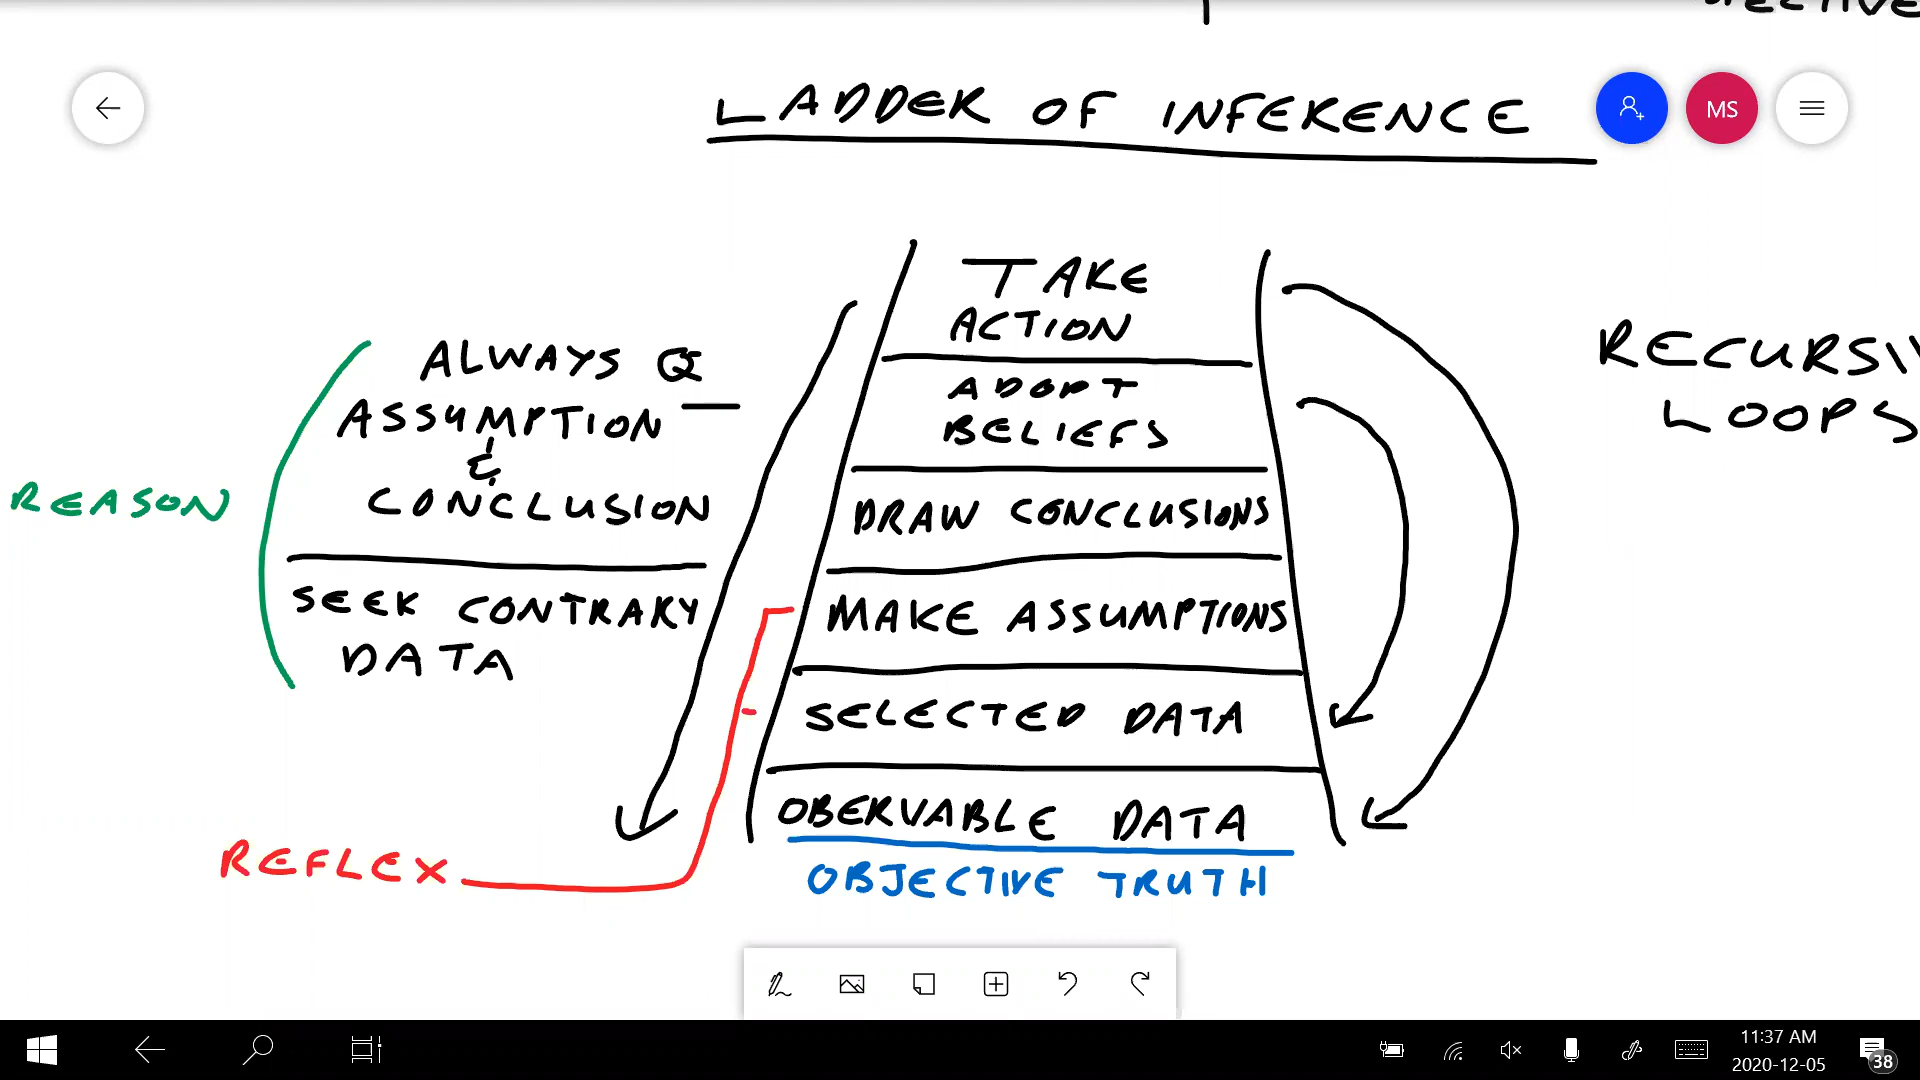 LADDER OF INFERENCE
MS
TAKE
ACTION
ADOPT
BELIEFS
DRAW CONCLUSIONS
MAKE ASSUMPTIONS
SELECTED DATA
OBERVABLE DATA
OBJECTIVE TRUTH
ALWAYS Q
ASSUMPTION
&
CONCLUSION
SEEK CONTRARY
DATA
REASON
REFLEX
RECURSI
LOOPS
11:37 AM
2020-12-05
38